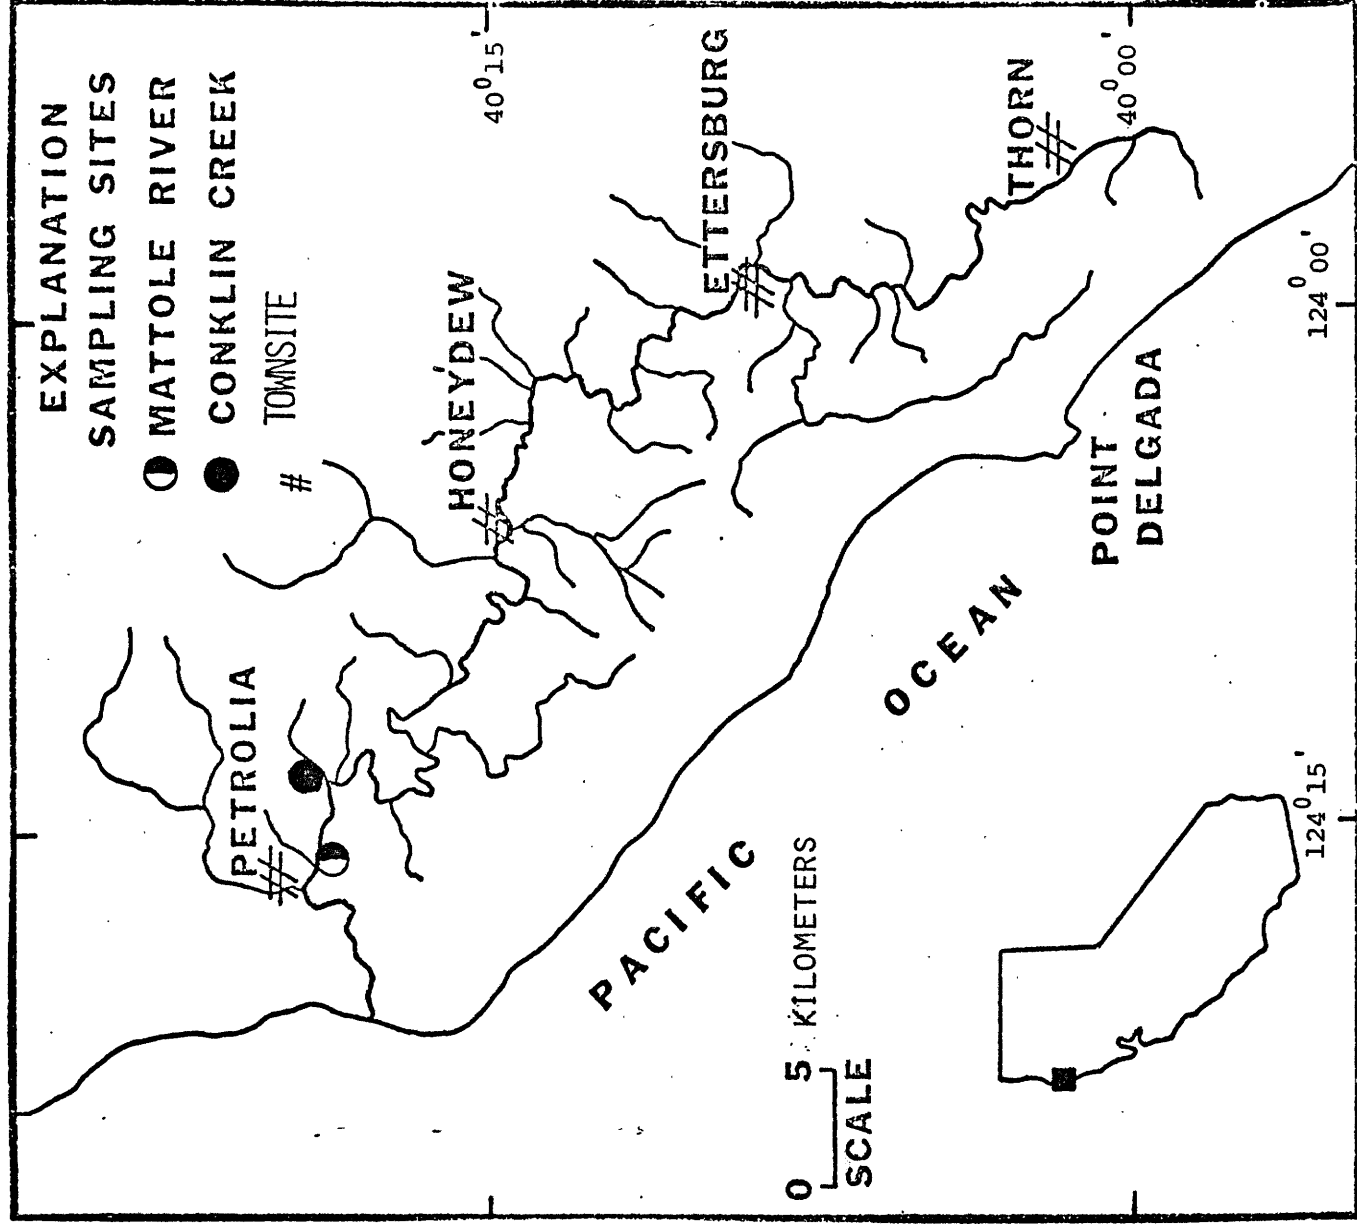 EXPLANATION
SAMPLING SITES
MATTOLE RIVER
CONKLIN CREEK
# TOWNSITE
PETROLIA
HONEYDEW
ETTERSBURG
THORN
40° 15'
40° 00'
124° 00'
124° 15'
POINT
DELGADA
PACIFIC OCEAN
0 5 KILOMETERS
SCALE